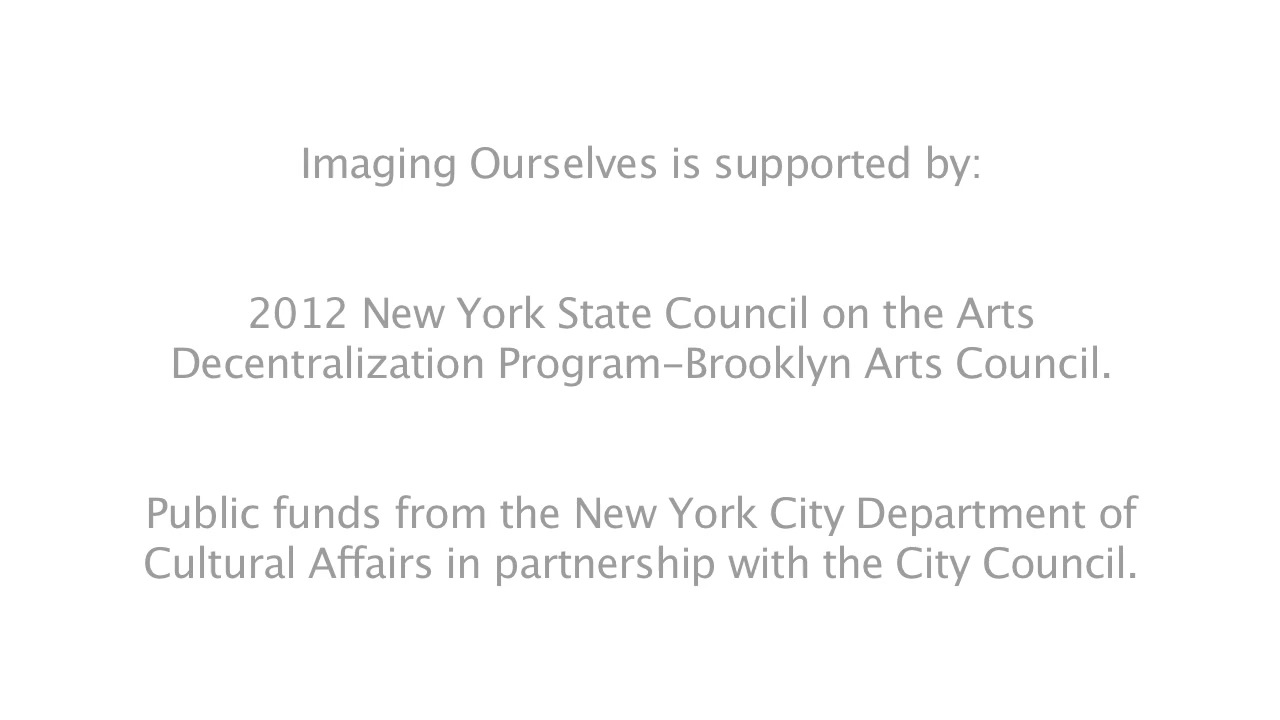 Imaging Ourselves is supported by:
2012 New York State Council on the Arts
Decentralization Program–Brooklyn Arts Council.
Public funds from the New York City Department of
Cultural Affairs in partnership with the City Council.